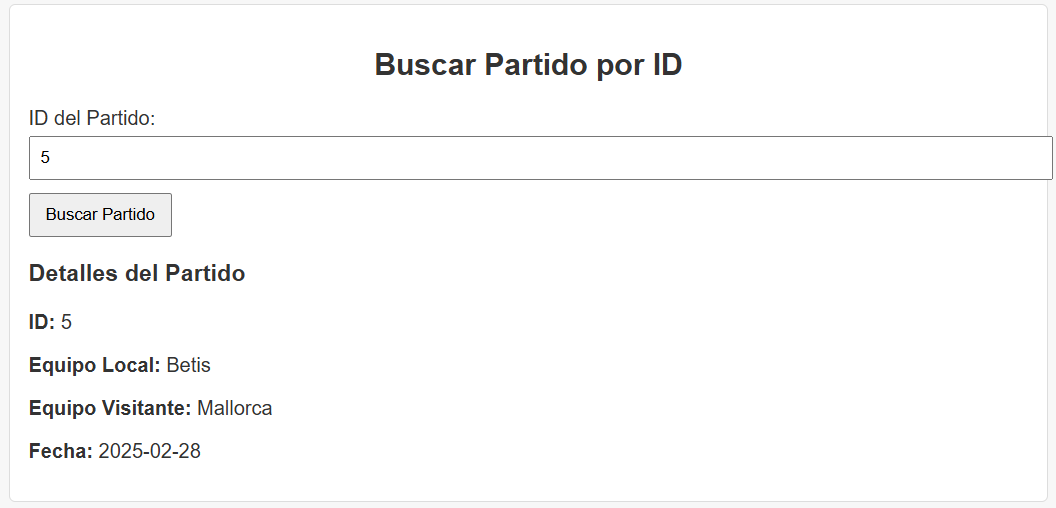 Buscar Partido por ID
ID del Partido:
5
Buscar Partido
Detalles del Partido
ID: 5
Equipo Local: Betis
Equipo Visitante: Mallorca
Fecha: 2025-02-28